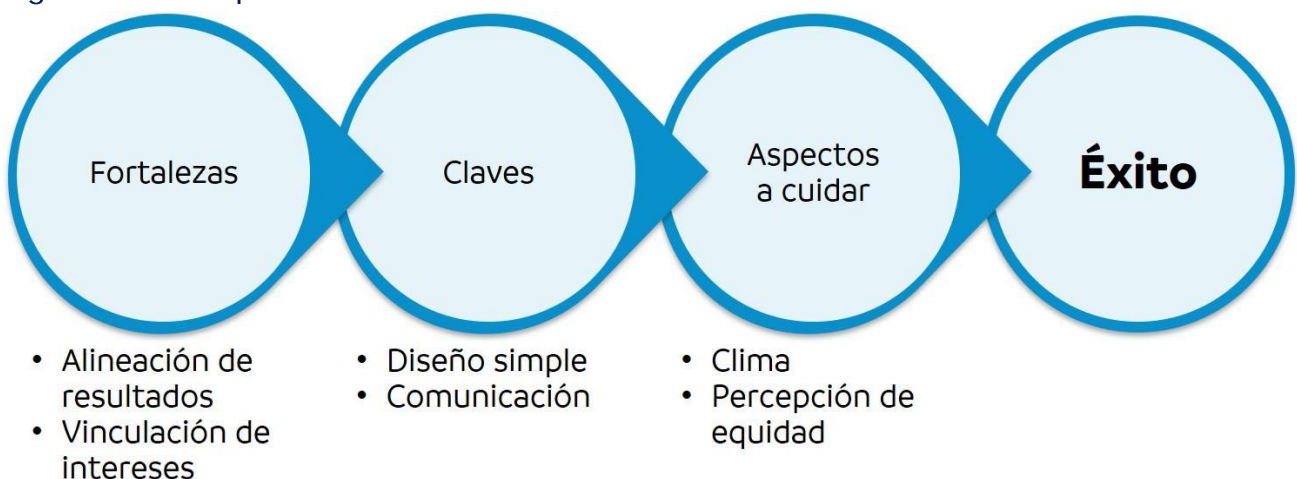 Fortalezas
Claves
Aspectos
a cuidar
Éxito
• Alineación de
resultados
• Vinculación de
intereses
• Diseño simple
• Comunicación
• Clima
• Percepción de
equidad